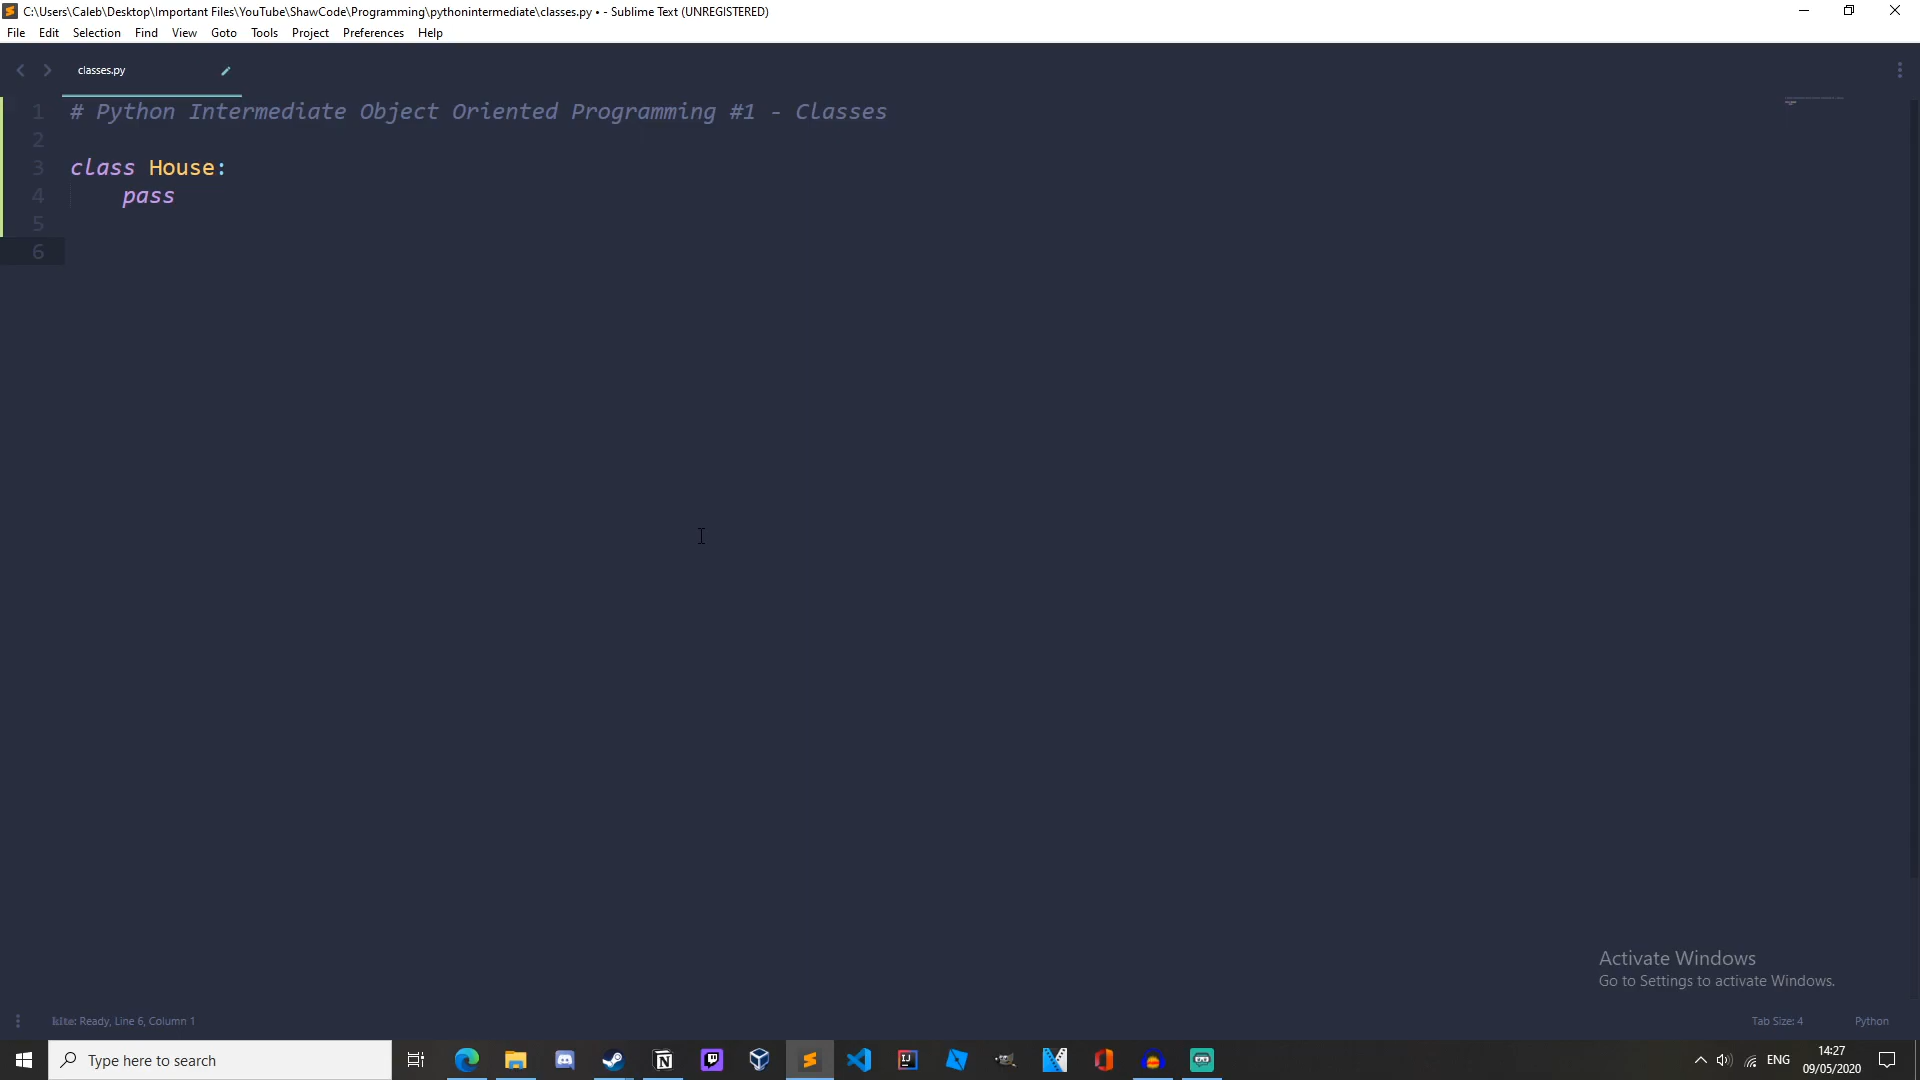 C:\Users\Caleb\Desktop\Important Files\YouTube\ShawCode\Programming\pythonintermediate\classes.py • - Sublime Text (UNREGISTERED)
File Edit Selection Find View Goto Tools Project Preferences Help
classes.py
1 # Python Intermediate Object Oriented Programming #1 - Classes
2
3 class House:
4 pass
5
6
Activate Windows
Go to Settings to activate Windows.
Ready, Line 6, Column 1 Tab Size: 4 Python
Type here to search ENG 14:27
09/05/2020